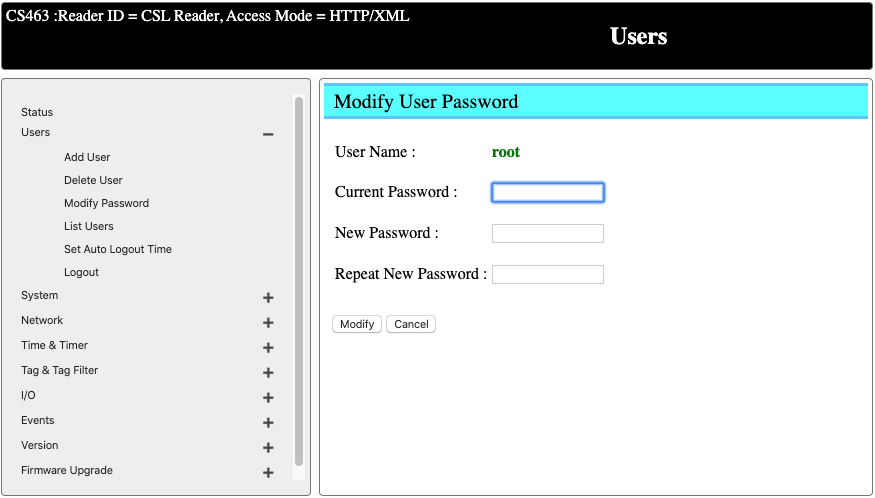 CS463 :Reader ID = CSL Reader, Access Mode = HTTP/XML
Users
Status
Users
Add User
Delete User
Modify Password
List Users
Set Auto Logout Time
Logout
System
Network
Time & Timer
Tag & Tag Filter
I/O
Events
Version
Firmware Upgrade
Modify User Password
User Name : root
Current Password :
New Password :
Repeat New Password :
Modify Cancel